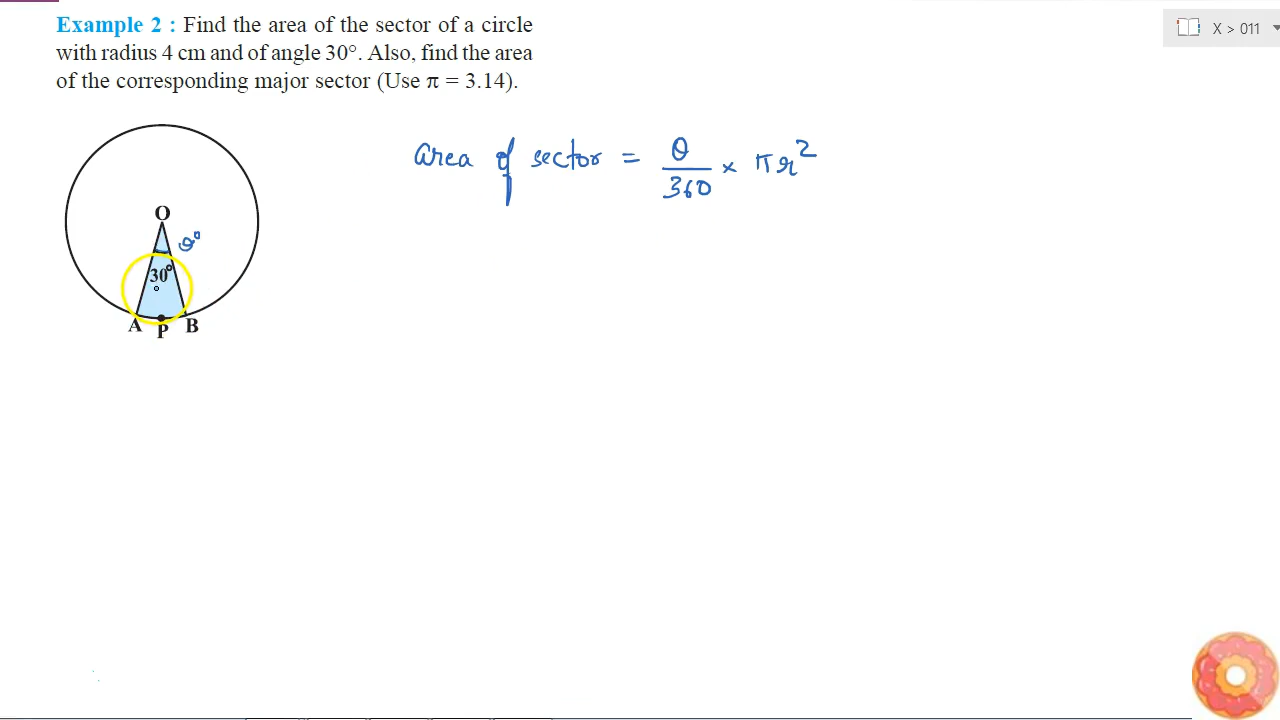 Example 2 : Find the area of the sector of a circle
with radius 4 cm and of angle 30°. Also, find the area
of the corresponding major sector (Use π = 3.14).
X > 011
area of sector = θ/360 × πr²
O
θ°
30°
A P B